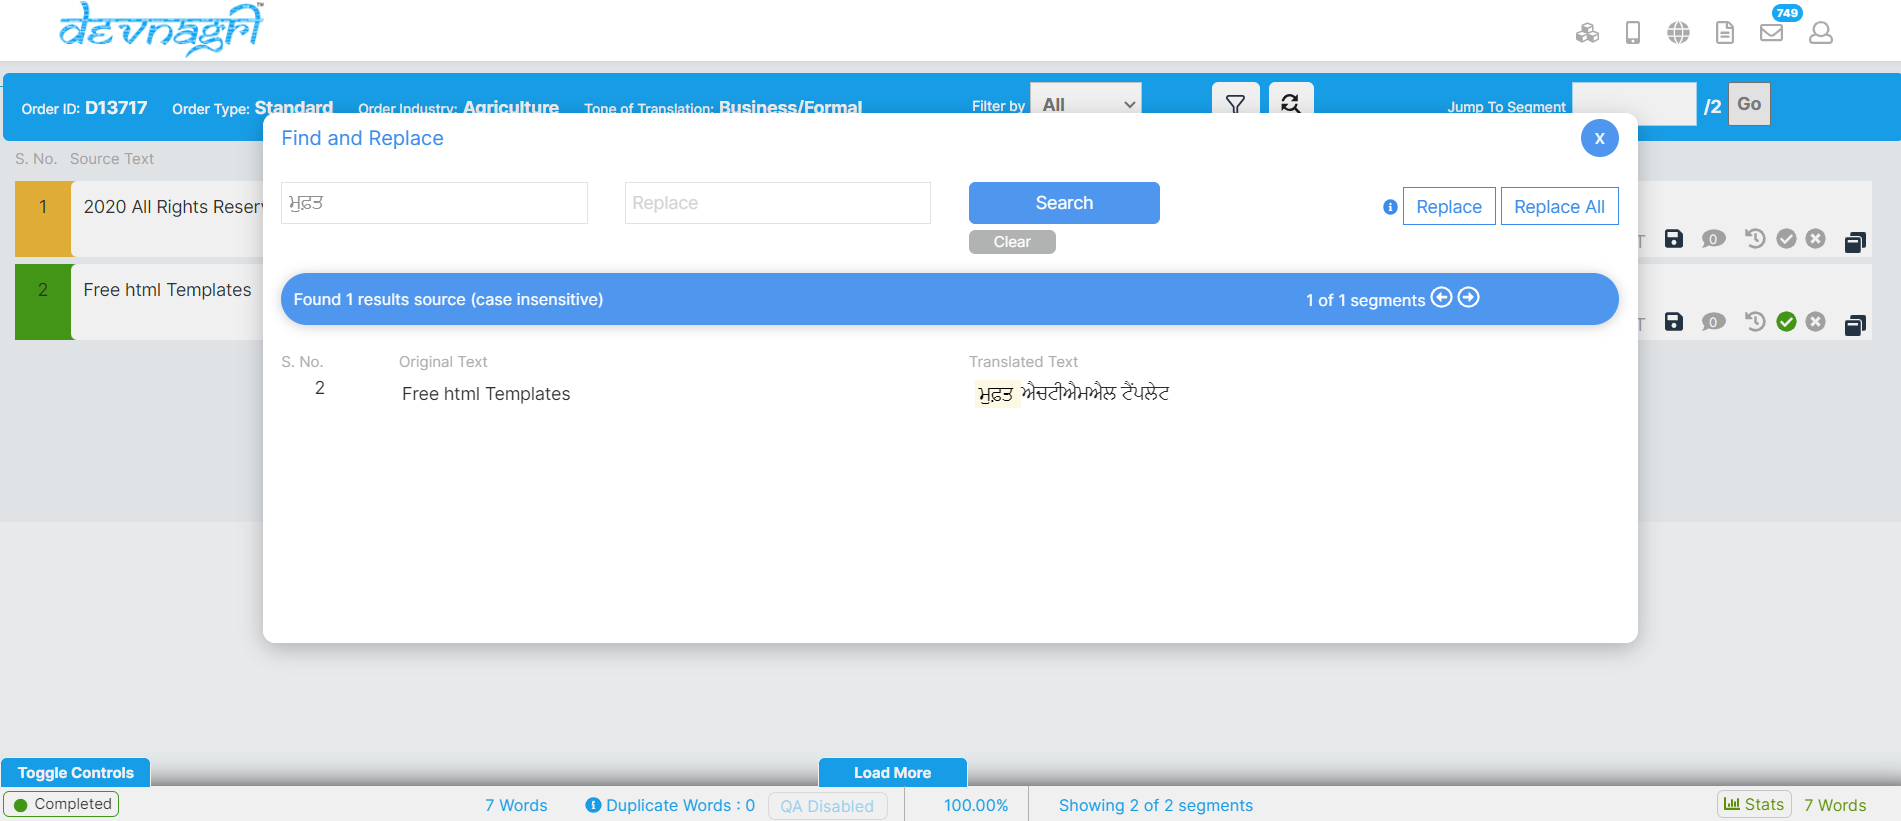 devnagri™
749
Order ID: D13717 Order Type: Standard Order Industry: Agriculture Tone of Translation: Business/Formal Filter by All Jump To Segment /2 Go
S. No. Source Text
Find and Replace X
1 2020 All Rights Reserv
ਮੁਫ਼ਤ Replace Search Replace Replace All
Clear
T 0
2 Free html Templates
Found 1 results source (case insensitive) 1 of 1 segments
T 0
S. No. Original Text Translated Text
2 Free html Templates ਮੁਫ਼ਤ ਐਚਟੀਐਮਐਲ ਟੈਂਪਲੇਟ
Toggle Controls Load More
Completed 7 Words Duplicate Words : 0 QA Disabled 100.00% Showing 2 of 2 segments Stats 7 Words